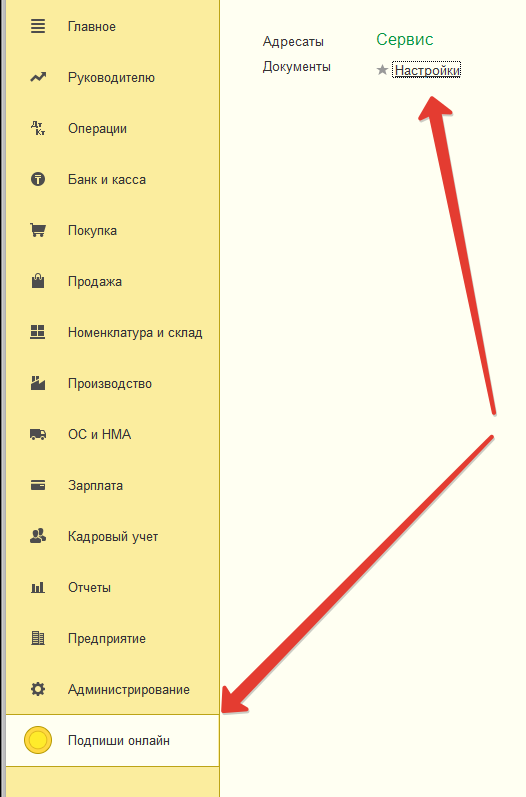 Главное
Руководителю
Дт
Кт
Операции
Банк и касса
Покупка
Продажа
Номенклатура и склад
Производство
ОС и НМА
Зарплата
Кадровый учет
Отчеты
Предприятие
Администрирование
Подпиши онлайн
Адресаты
Документы
Сервис
Настройки